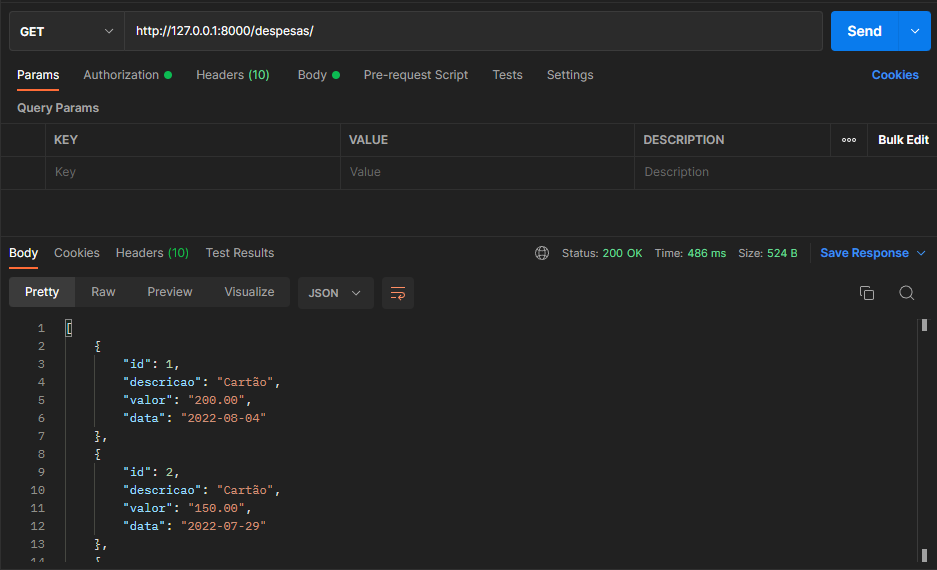 GET http://127.0.0.1:8000/despesas/ Send
Params Authorization Headers (10) Body Pre-request Script Tests Settings Cookies
Query Params
KEY VALUE DESCRIPTION ooo Bulk Edit
Key Value Description
Body Cookies Headers (10) Test Results Status: 200 OK Time: 486 ms Size: 524 B Save Response
Pretty Raw Preview Visualize JSON
1 [
2 {
3 "id": 1,
4 "descricao": "Cartão",
5 "valor": "200.00",
6 "data": "2022-08-04"
7 },
8 {
9 "id": 2,
10 "descricao": "Cartão",
11 "valor": "150.00",
12 "data": "2022-07-29"
13 },
14 {